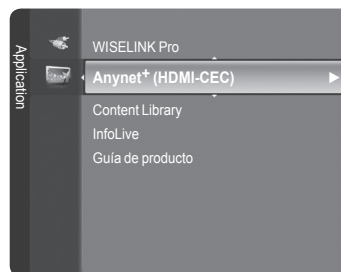 Application
WISELINK Pro
Anynet+ (HDMI-CEC)
Content Library
InfoLive
Guía de producto